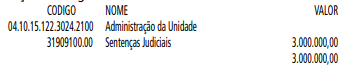 CODIGO NOME VALOR
04.10.15.122.3024.2100 Administração da Unidade
31909100.00 Sentenças Judiciais 3.000.000,00
3.000.000,00